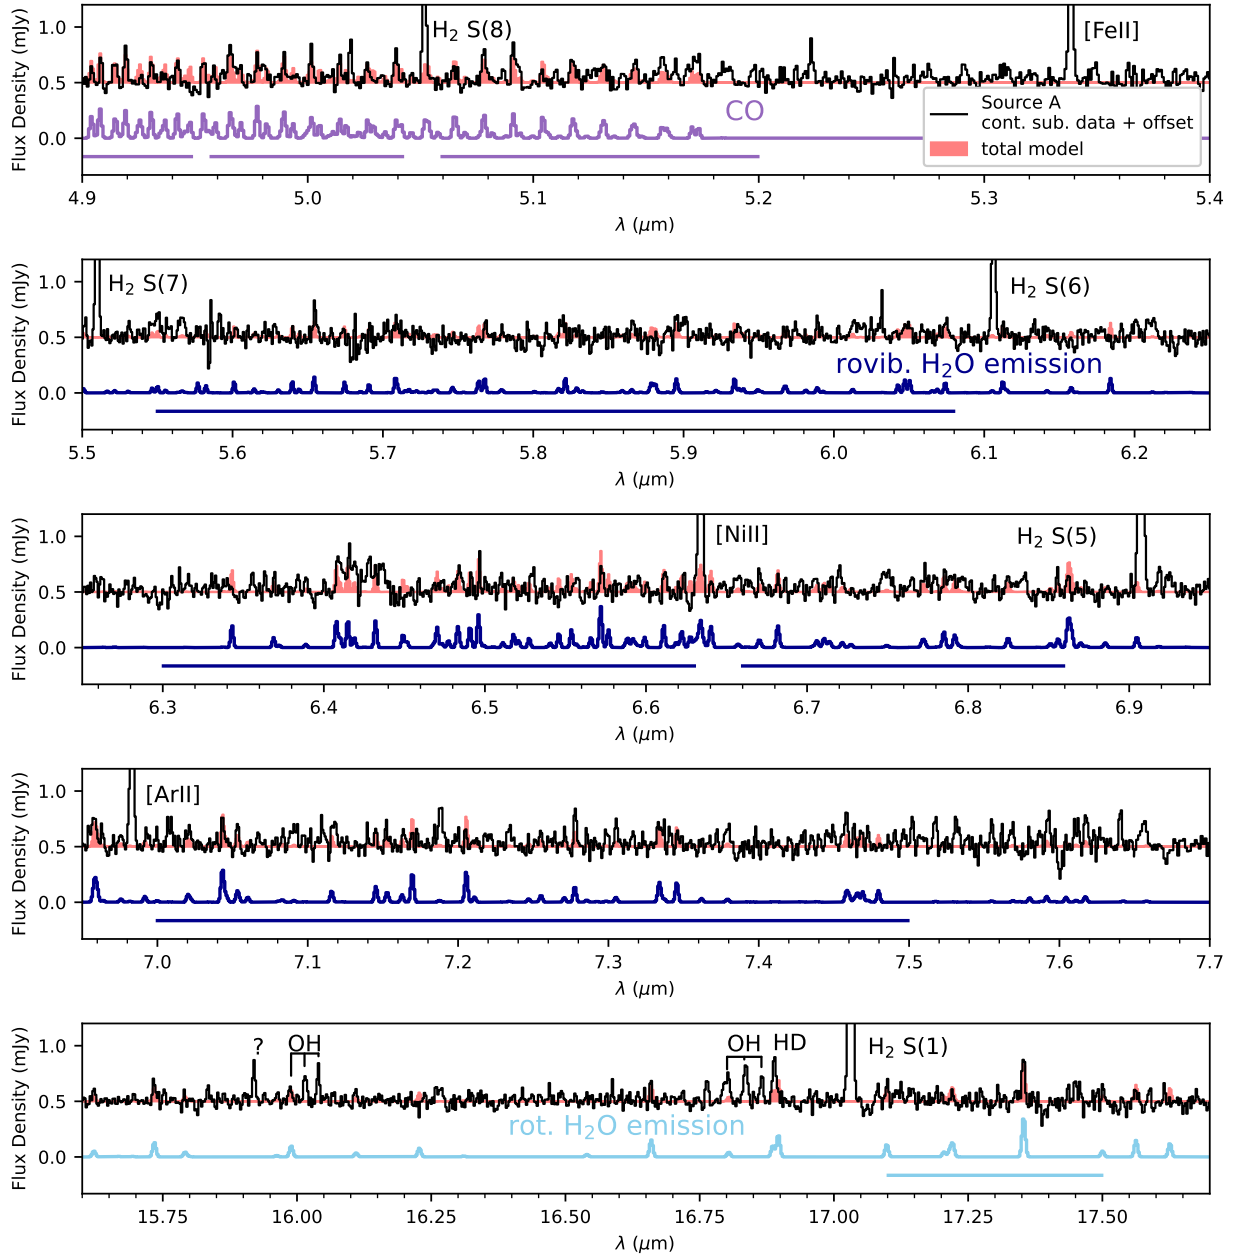 1.0
0.5
0.0
Flux Density (mJy)
H₂ S(8)
[FeII]
CO
Source A
cont. sub. data + offset
total model
4.9 5.0 5.1 5.2 5.3 5.4
λ (μm)
1.0
0.5
0.0
Flux Density (mJy)
H₂ S(7)
H₂ S(6)
rovib. H₂O emission
5.5 5.6 5.7 5.8 5.9 6.0 6.1 6.2
λ (μm)
1.0
0.5
0.0
Flux Density (mJy)
[NiII]
H₂ S(5)
6.3 6.4 6.5 6.6 6.7 6.8 6.9
λ (μm)
1.0
0.5
0.0
Flux Density (mJy)
[ArII]
7.0 7.1 7.2 7.3 7.4 7.5 7.6 7.7
λ (μm)
1.0
0.5
0.0
Flux Density (mJy)
? OH OH HD H₂ S(1)
rot. H₂O emission
15.75 16.00 16.25 16.50 16.75 17.00 17.25 17.50
λ (μm)